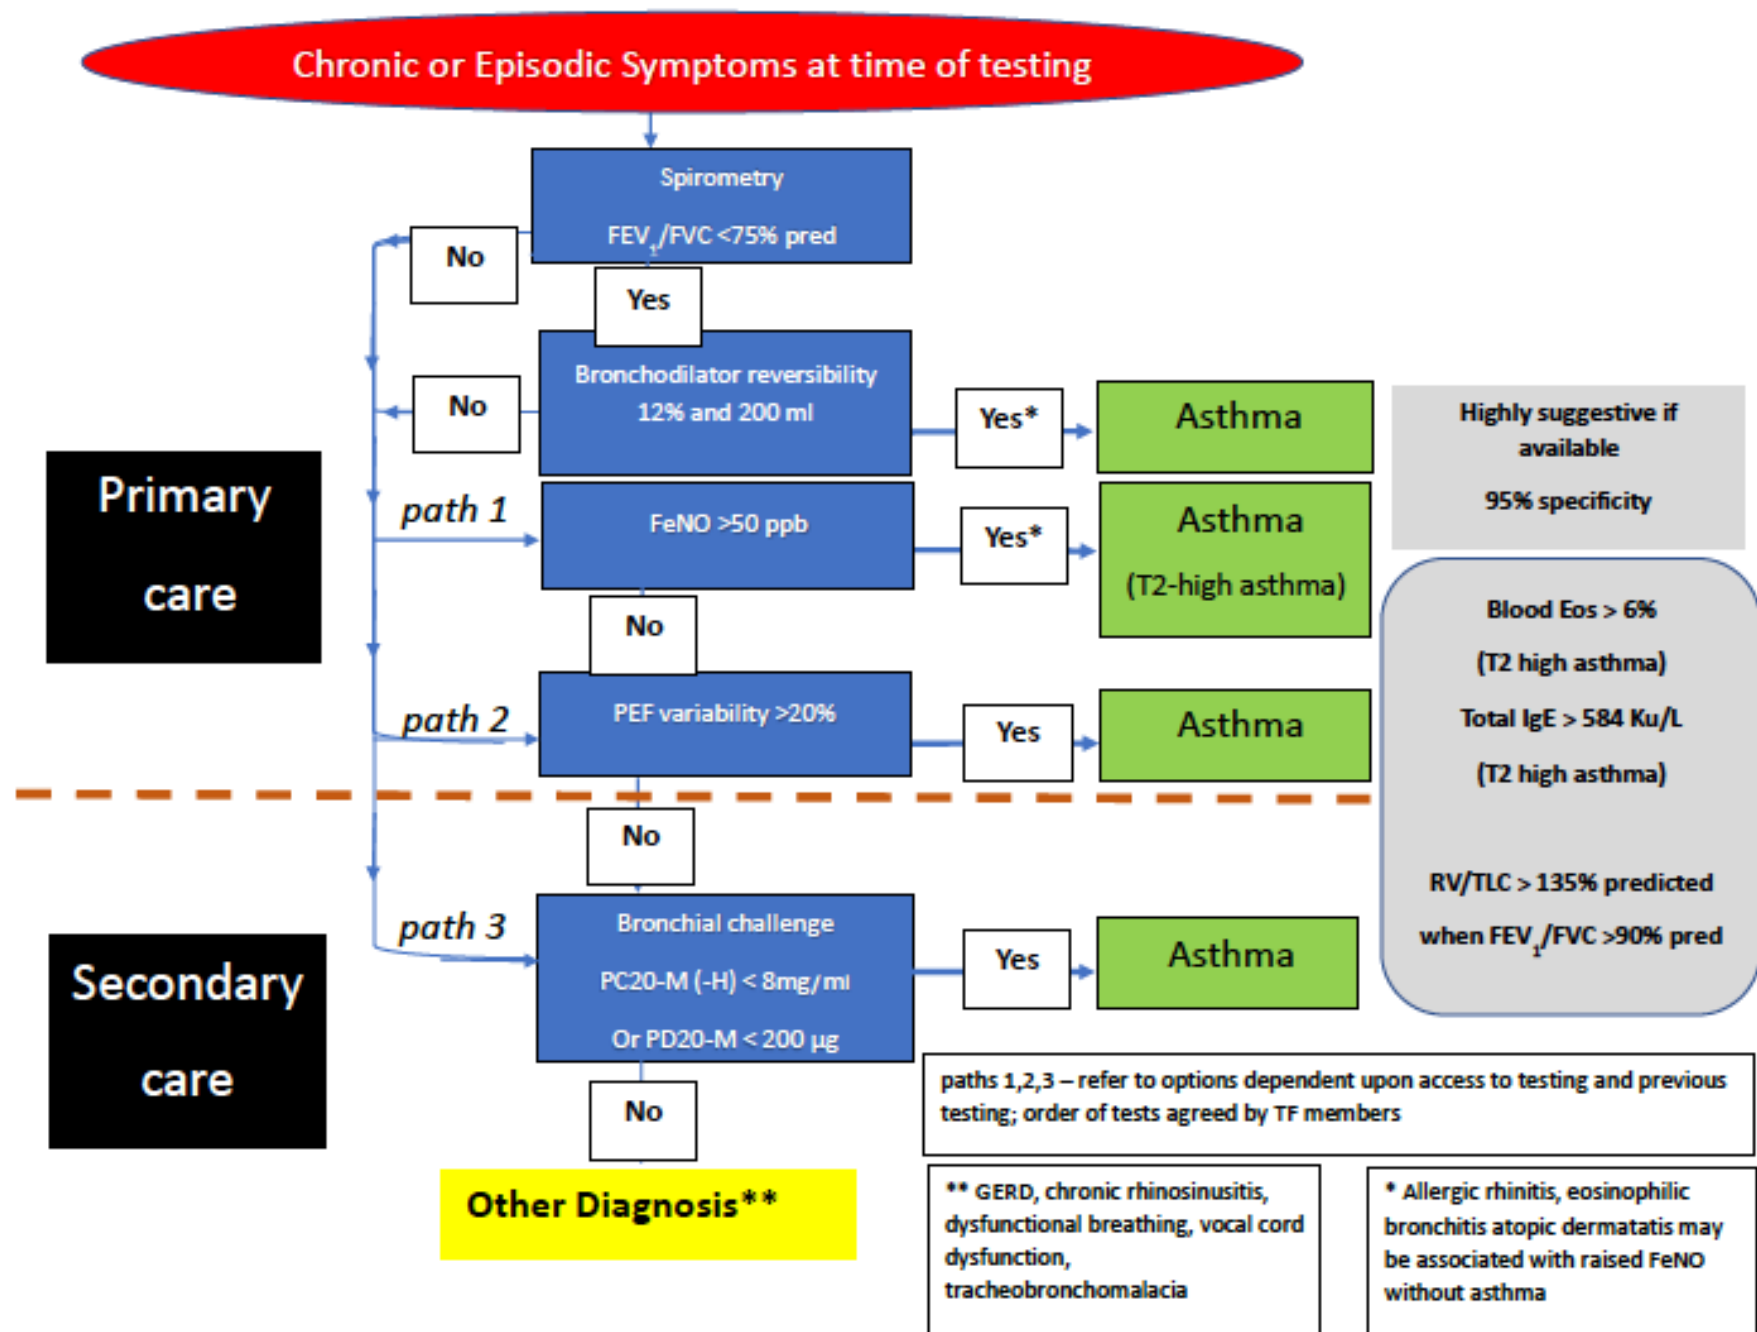 Chronic or Episodic Symptoms at time of testing
Spirometry
FEV₁/FVC <75% pred
No
Yes
Bronchodilator reversibility
12% and 200 ml
No
Yes*
Asthma
Highly suggestive if
available
95% specificity
Primary
care
path 1
FeNO >50 ppb
Yes*
Asthma
(T2-high asthma)
No
Blood Eos > 6%
(T2 high asthma)
Total IgE > 584 Ku/L
(T2 high asthma)
RV/TLC > 135% predicted
when FEV₁/FVC >90% pred
path 2
PEF variability >20%
Yes
Asthma
No
Secondary
care
path 3
Bronchial challenge
PC20-M (-H) < 8mg/ml
Or PD20-M < 200 µg
Yes
Asthma
No
paths 1,2,3 – refer to options dependent upon access to testing and previous
testing; order of tests agreed by TF members
Other Diagnosis**
** GERD, chronic rhinosinusitis,
dysfunctional breathing, vocal cord
dysfunction,
tracheobronchomalacia
* Allergic rhinitis, eosinophilic
bronchitis atopic dermatatis may
be associated with raised FeNO
without asthma